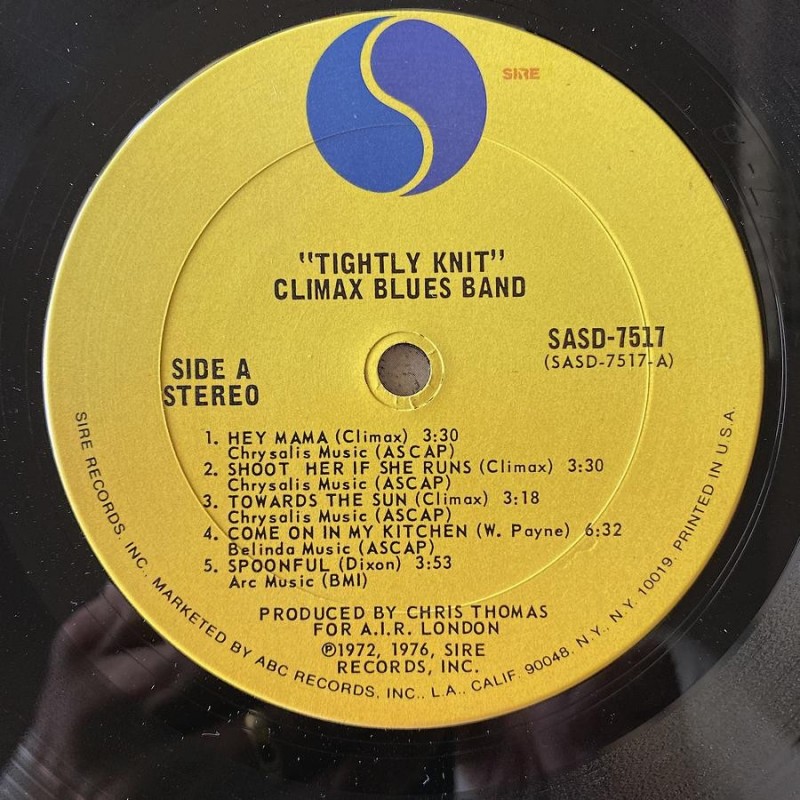 SIRE
"TIGHTLY KNIT"
CLIMAX BLUES BAND
SIDE A
STEREO
SASD-7517
(SASD-7517-A)
1. HEY MAMA (Climax) 3:30
Chrysalis Music (ASCAP)
2. SHOOT HER IF SHE RUNS (Climax) 3:30
Chrysalis Music (ASCAP)
3. TOWARDS THE SUN (Climax) 3:18
Chrysalis Music (ASCAP)
4. COME ON IN MY KITCHEN (W. Payne) 6:32
Belinda Music (ASCAP)
5. SPOONFUL (Dixon) 3:53
Arc Music (BMI)
PRODUCED BY CHRIS THOMAS
FOR A.I.R. LONDON
℗1972, 1976, SIRE
RECORDS, INC.
SIRE RECORDS, INC., MARKETED BY ABC RECORDS, INC., L.A., CALIF. 90048, N.Y., N.Y. 10019. PRINTED IN U.S.A.